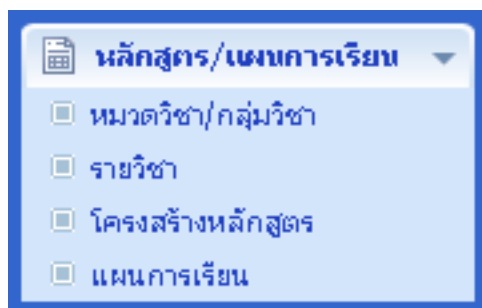 หลักสูตร/แผนการเรียน
หมวดวิชา/กลุ่มวิชา
รายวิชา
โครงสร้างหลักสูตร
แผนการเรียน